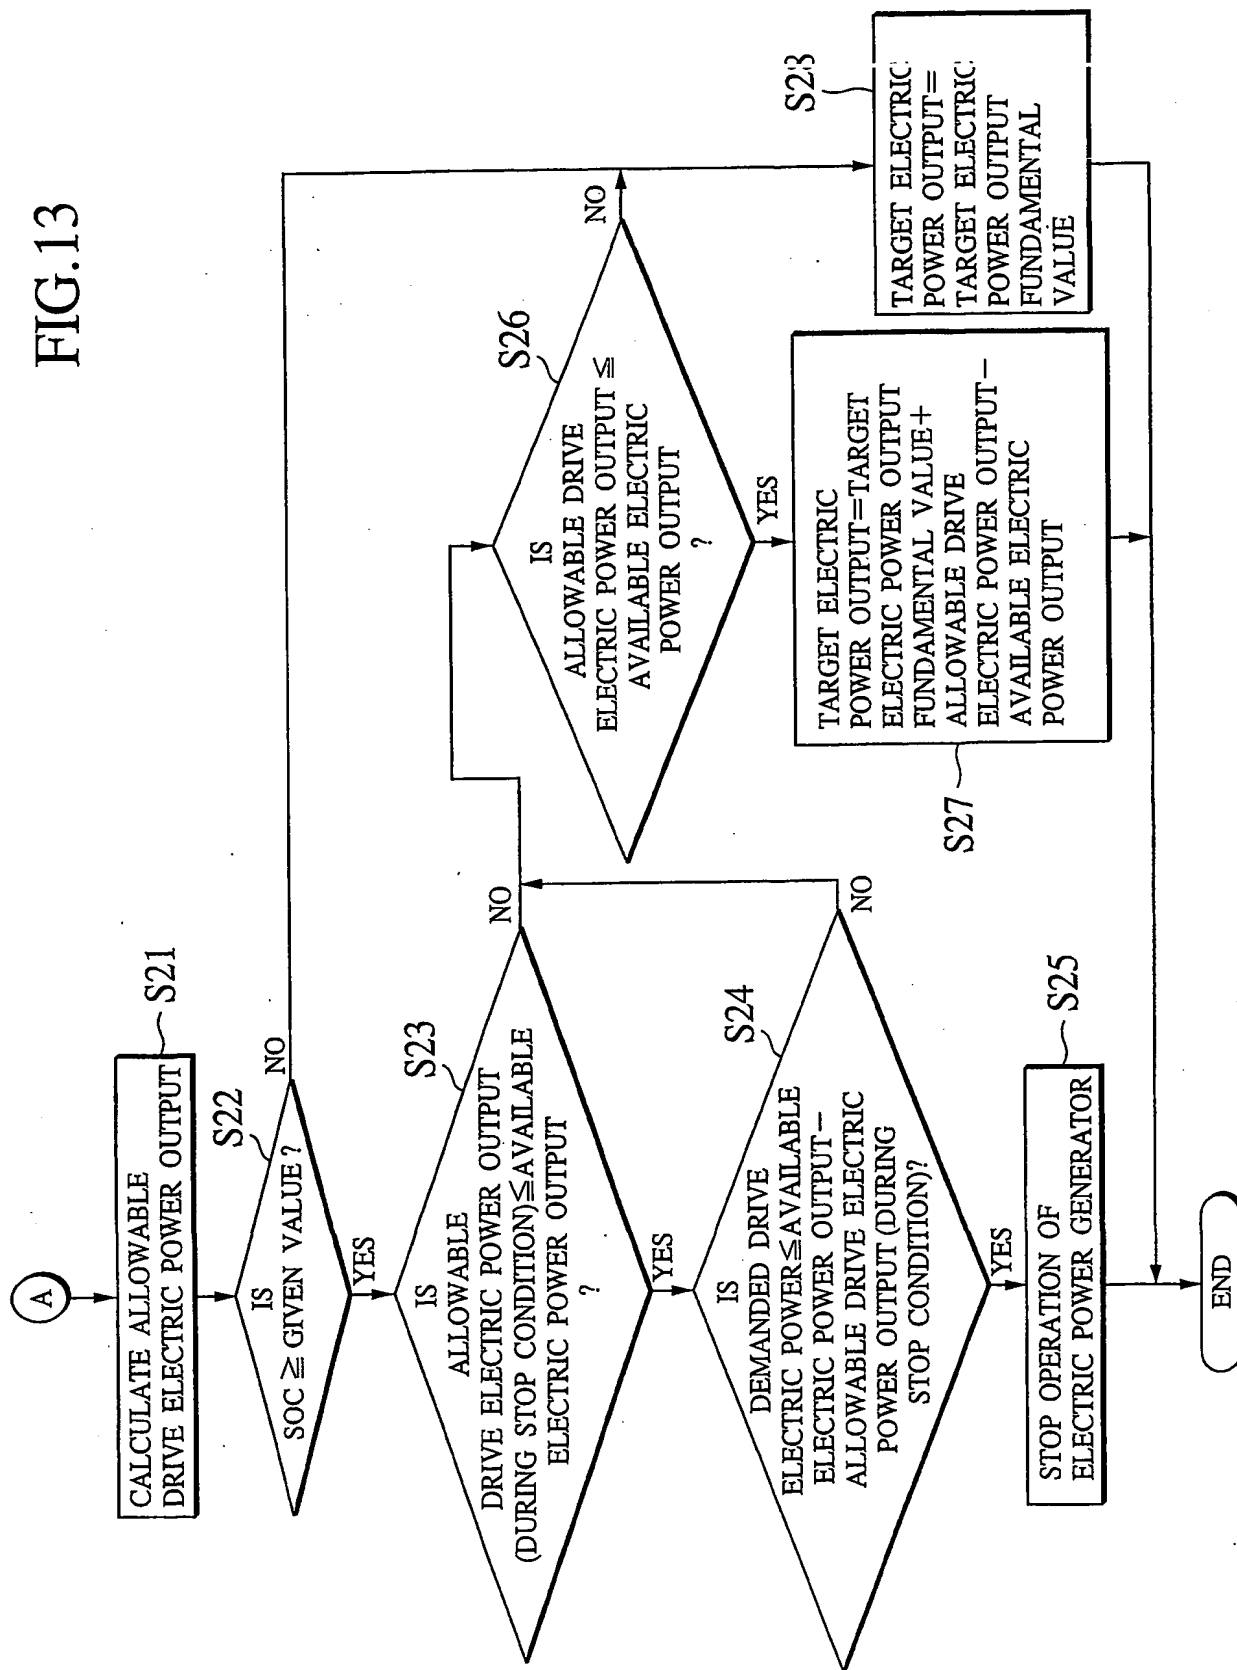 FIG.13
A
CALCULATE ALLOWABLE
DRIVE ELECTRIC POWER OUTPUT
S21
IS
SOC ≧ GIVEN VALUE?
S22
NO
YES
IS
ALLOWABLE
DRIVE ELECTRIC POWER OUTPUT
(DURING STOP CONDITION)≦AVAILABLE
ELECTRIC POWER OUTPUT
?
S23
NO
YES
IS
DEMANDED DRIVE
ELECTRIC POWER≦AVAILABLE
ELECTRIC POWER OUTPUT−
ALLOWABLE DRIVE ELECTRIC
POWER OUTPUT (DURING
STOP CONDITION)?
S24
NO
YES
STOP OPERATION OF
ELECTRIC POWER GENERATOR
S25
IS
ALLOWABLE DRIVE
ELECTRIC POWER OUTPUT ≦
AVAILABLE ELECTRIC
POWER OUTPUT
?
S26
NO
YES
TARGET ELECTRIC
POWER OUTPUT=TARGET
ELECTRIC POWER OUTPUT
FUNDAMENTAL VALUE+
ALLOWABLE DRIVE
ELECTRIC POWER OUTPUT−
AVAILABLE ELECTRIC
POWER OUTPUT
S27
TARGET ELECTRIC
POWER OUTPUT=
TARGET ELECTRIC
POWER OUTPUT
FUNDAMENTAL
VALUE
S28
END